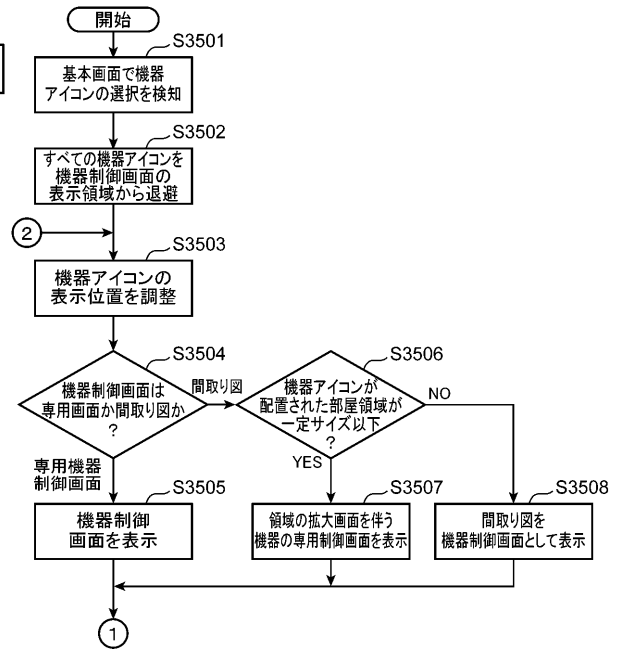 開始
S3501
基本画面で機器
アイコンの選択を検知
S3502
すべての機器アイコンを
機器制御画面の
表示領域から退避
2
S3503
機器アイコンの
表示位置を調整
S3504
機器制御画面は
専用画面か間取り図か
?
間取り図
専用機器
制御画面
S3506
機器アイコンが
配置された部屋領域が
一定サイズ以下
?
NO
YES
S3505
機器制御
画面を表示
S3507
領域の拡大画面を伴う
機器の専用制御画面を表示
S3508
間取り図を
機器制御画面として表示
1